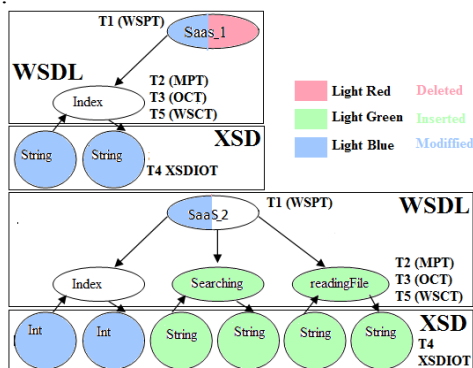 T1 (WSPT)
Saas_1
WSDL
T2 (MPT)
Index
T3 (OCT)
T5 (WSCT)
XSD
String
String
T4 XSDIOT
Light Red Deleted
Light Green Inserted
Light Blue Modiffied
T1 (WSPT)
WSDL
SaaS_2
Index
Searching
readingFile
T2 (MPT)
T3 (OCT)
T5 (WSCT)
XSD
Int
Int
String
String
String
String
T4
XSDIOT